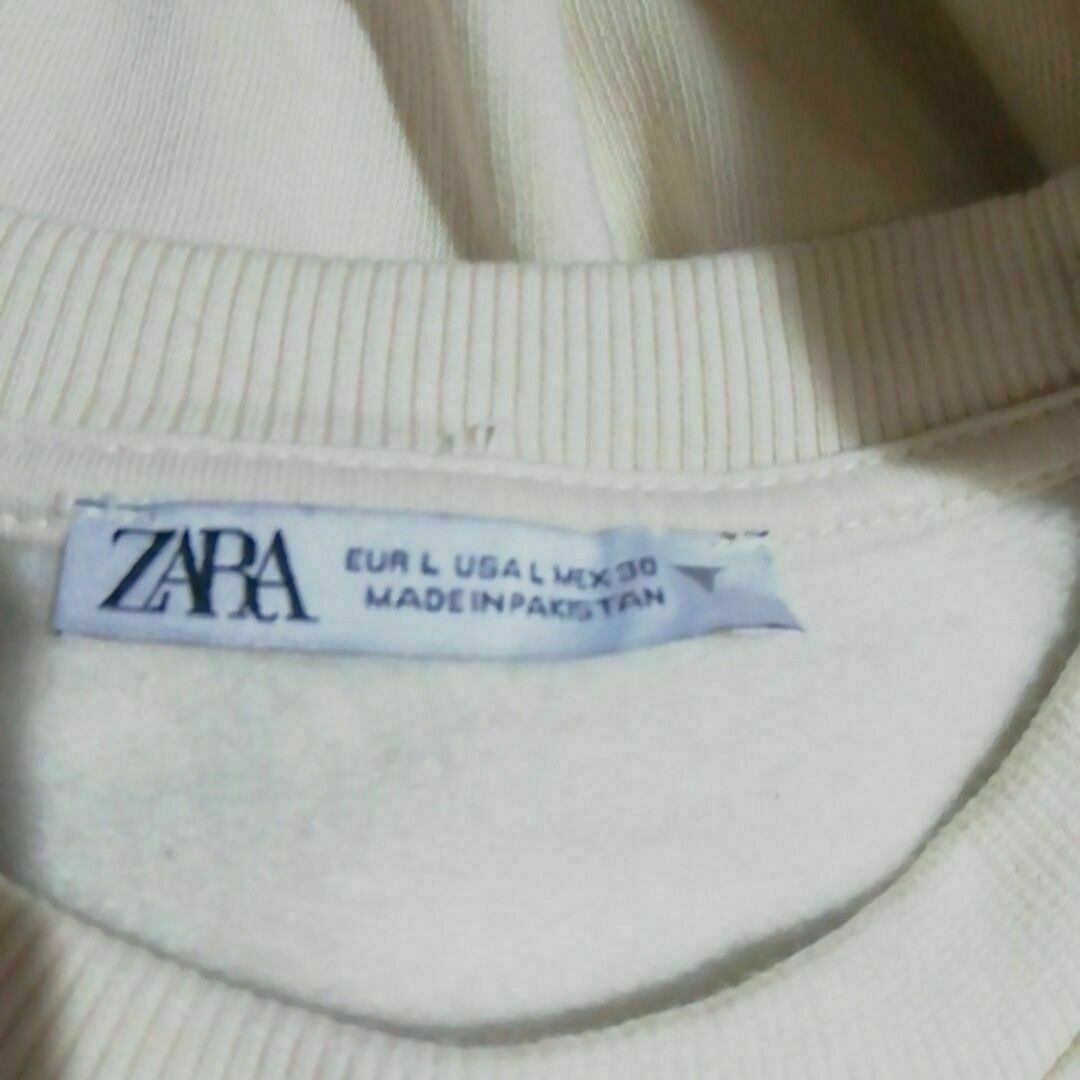 ZARA
EUR L USA L MEX 30
MADE IN PAKISTAN